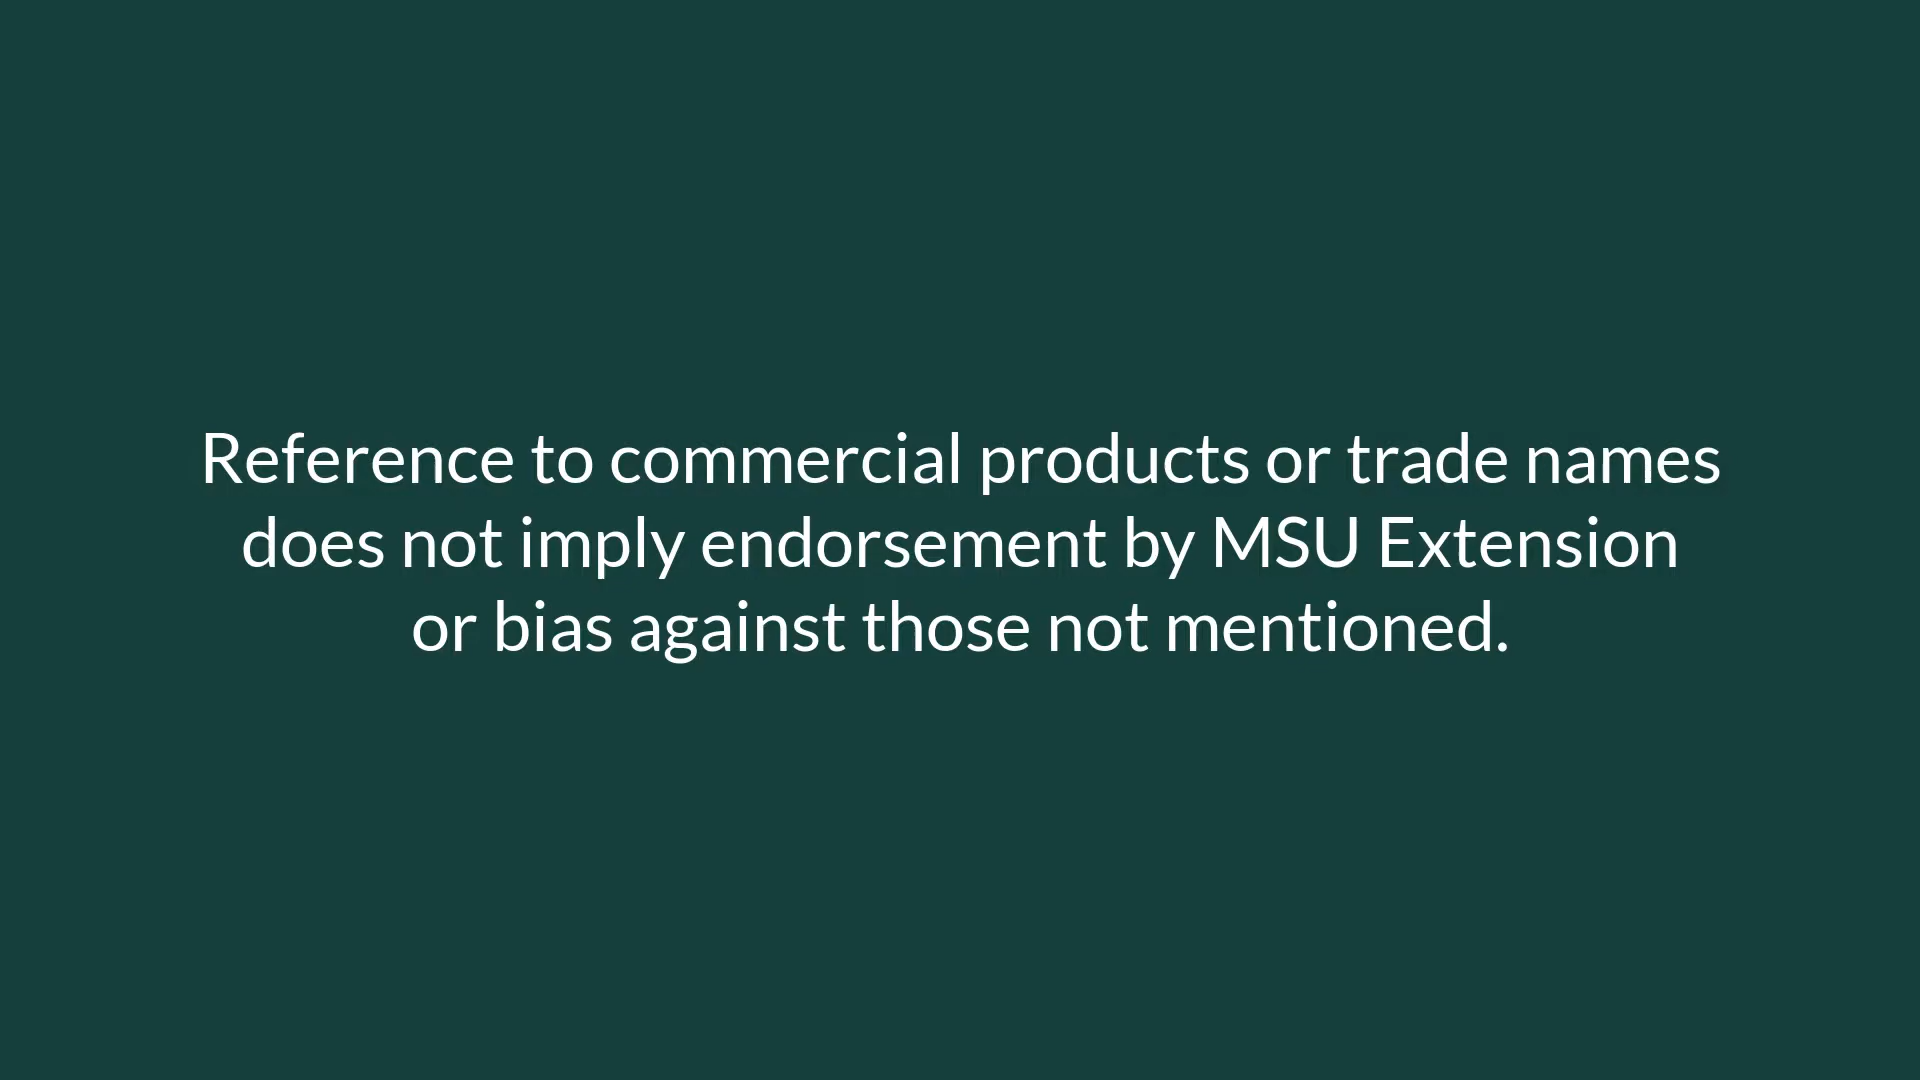 Reference to commercial products or trade names
does not imply endorsement by MSU Extension
or bias against those not mentioned.